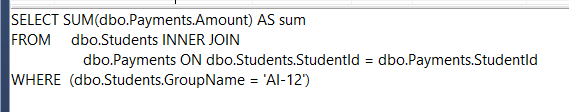 SELECT SUM(dbo.Payments.Amount) AS sum
FROM dbo.Students INNER JOIN
dbo.Payments ON dbo.Students.StudentId = dbo.Payments.StudentId
WHERE (dbo.Students.GroupName = 'AI-12')